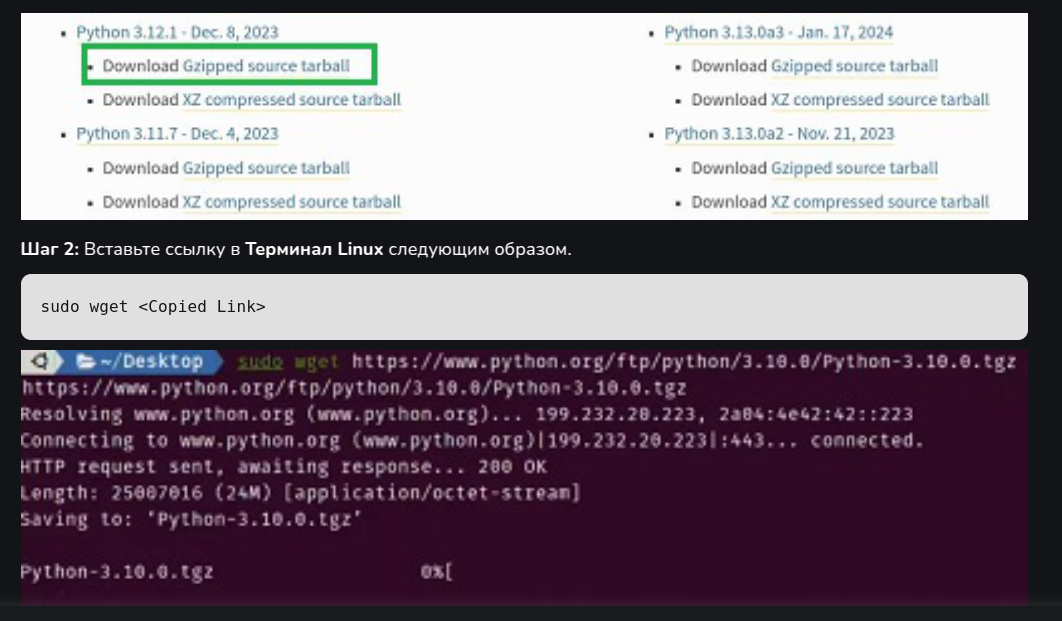 Python 3.12.1 - Dec. 8, 2023
Download Gzipped source tarball
Download XZ compressed source tarball
Python 3.11.7 - Dec. 4, 2023
Download Gzipped source tarball
Download XZ compressed source tarball
Python 3.13.0a3 - Jan. 17, 2024
Download Gzipped source tarball
Download XZ compressed source tarball
Python 3.13.0a2 - Nov. 21, 2023
Download Gzipped source tarball
Download XZ compressed source tarball
Шаг 2: Вставьте ссылку в Терминал Linux следующим образом.
sudo wget <Copied Link>
~/Desktop sudo wget https://www.python.org/ftp/python/3.10.0/Python-3.10.0.tgz
https://www.python.org/ftp/python/3.10.0/Python-3.10.0.tgz
Resolving www.python.org (www.python.org)... 199.232.20.223, 2a04:4e42:42::223
Connecting to www.python.org (www.python.org)|199.232.20.223|:443... connected.
HTTP request sent, awaiting response... 200 OK
Length: 25007016 (24M) [application/octet-stream]
Saving to: ‘Python-3.10.0.tgz’
Python-3.10.0.tgz 0%[